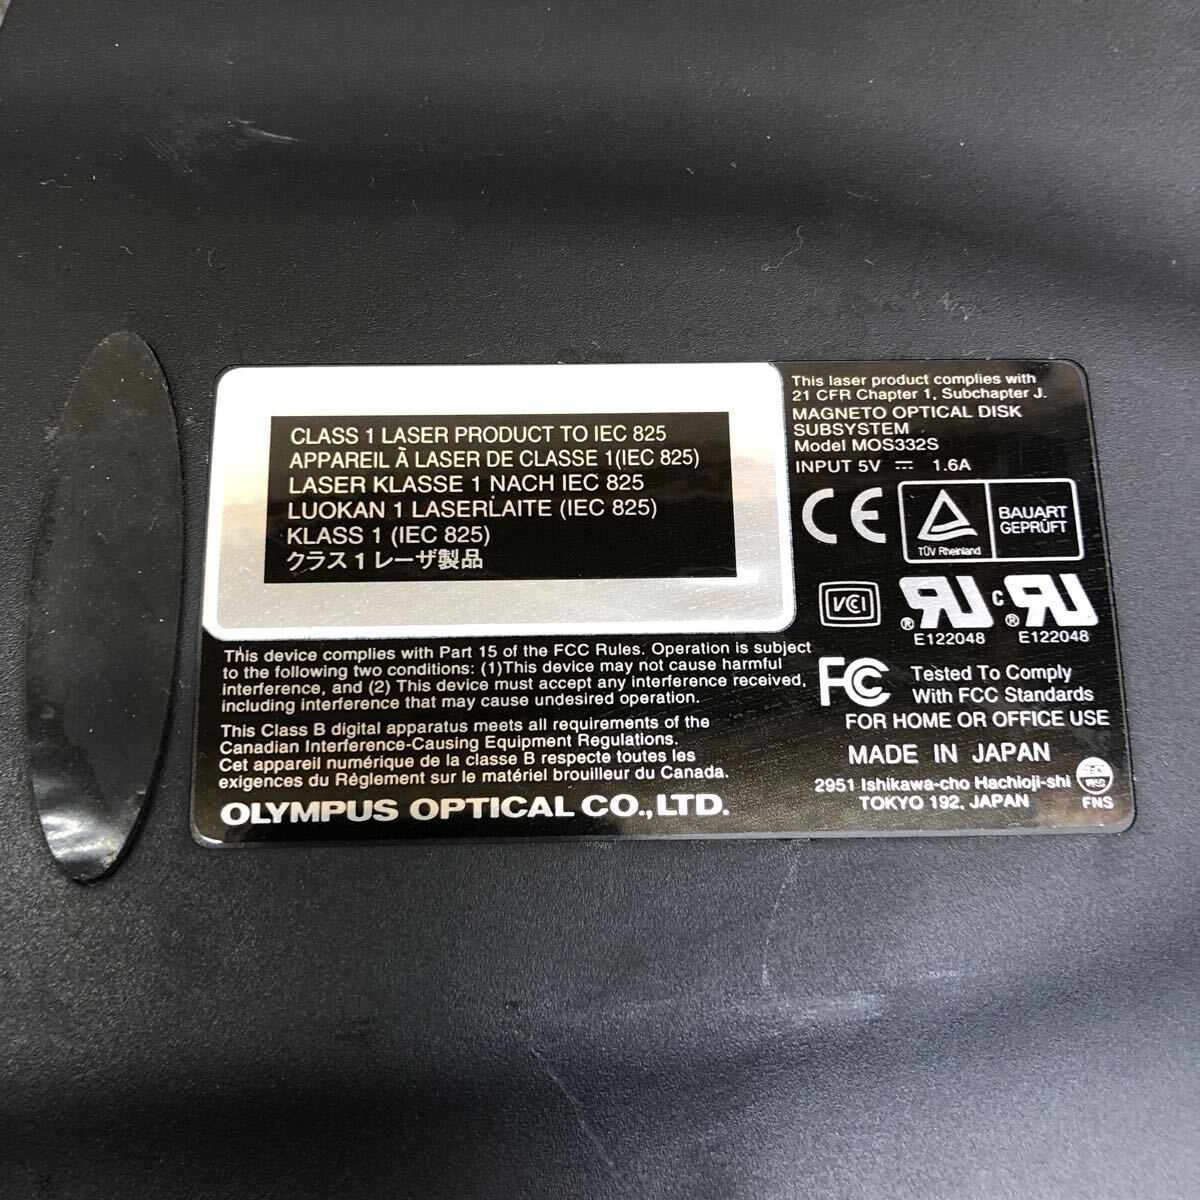 CLASS 1 LASER PRODUCT TO IEC 825
APPAREIL À LASER DE CLASSE 1(IEC 825)
LASER KLASSE 1 NACH IEC 825
LUOKAN 1 LASERLAITE (IEC 825)
KLASS 1 (IEC 825)
クラス1レーザ製品
This laser product complies with
21 CFR Chapter 1, Subchapter J.
MAGNETO OPTICAL DISK
SUBSYSTEM
Model MOS332S
INPUT 5V ⎓ 1.6A
CE
TÜV Rheinland
BAUART
GEPRÜFT
VCI
E122048
E122048
This device complies with Part 15 of the FCC Rules. Operation is subject
to the following two conditions: (1)This device may not cause harmful
interference, and (2) This device must accept any interference received,
including interference that may cause undesired operation.
This Class B digital apparatus meets all requirements of the
Canadian Interference-Causing Equipment Regulations.
Cet appareil numérique de la classe B respecte toutes les
exigences du Règlement sur le matériel brouilleur du Canada.
OLYMPUS OPTICAL CO.,LTD.
FC Tested To Comply
With FCC Standards
FOR HOME OR OFFICE USE
MADE IN JAPAN
2951 Ishikawa-cho Hachioji-shi
TOKYO 192, JAPAN
FNS